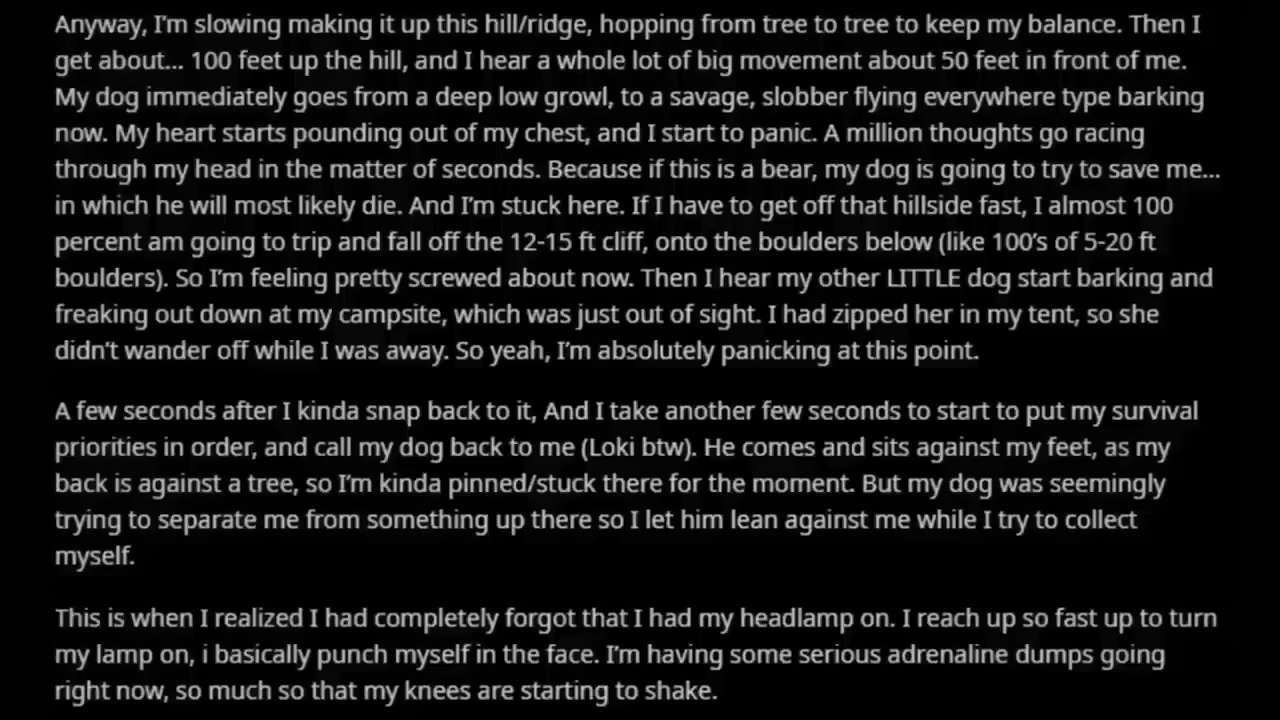 Anyway, I'm slowing making it up this hill/ridge, hopping from tree to tree to keep my balance. Then I
get about... 100 feet up the hill, and I hear a whole lot of big movement about 50 feet in front of me.
My dog immediately goes from a deep low growl, to a savage, slobber flying everywhere type barking
now. My heart starts pounding out of my chest, and I start to panic. A million thoughts go racing
through my head in the matter of seconds. Because if this is a bear, my dog is going to try to save me...
in which he will most likely die. And I'm stuck here. If I have to get off that hillside fast, I almost 100
percent am going to trip and fall off the 12-15 ft cliff, onto the boulders below (like 100's of 5-20 ft
boulders). So I'm feeling pretty screwed about now. Then I hear my other LITTLE dog start barking and
freaking out down at my campsite, which was just out of sight. I had zipped her in my tent, so she
didn't wander off while I was away. So yeah, I'm absolutely panicking at this point.
A few seconds after I kinda snap back to it, And I take another few seconds to start to put my survival
priorities in order, and call my dog back to me (Loki btw). He comes and sits against my feet, as my
back is against a tree, so I'm kinda pinned/stuck there for the moment. But my dog was seemingly
trying to separate me from something up there so I let him lean against me while I try to collect
myself.
This is when I realized I had completely forgot that I had my headlamp on. I reach up so fast up to turn
my lamp on, i basically punch myself in the face. I'm having some serious adrenaline dumps going
right now, so much so that my knees are starting to shake.